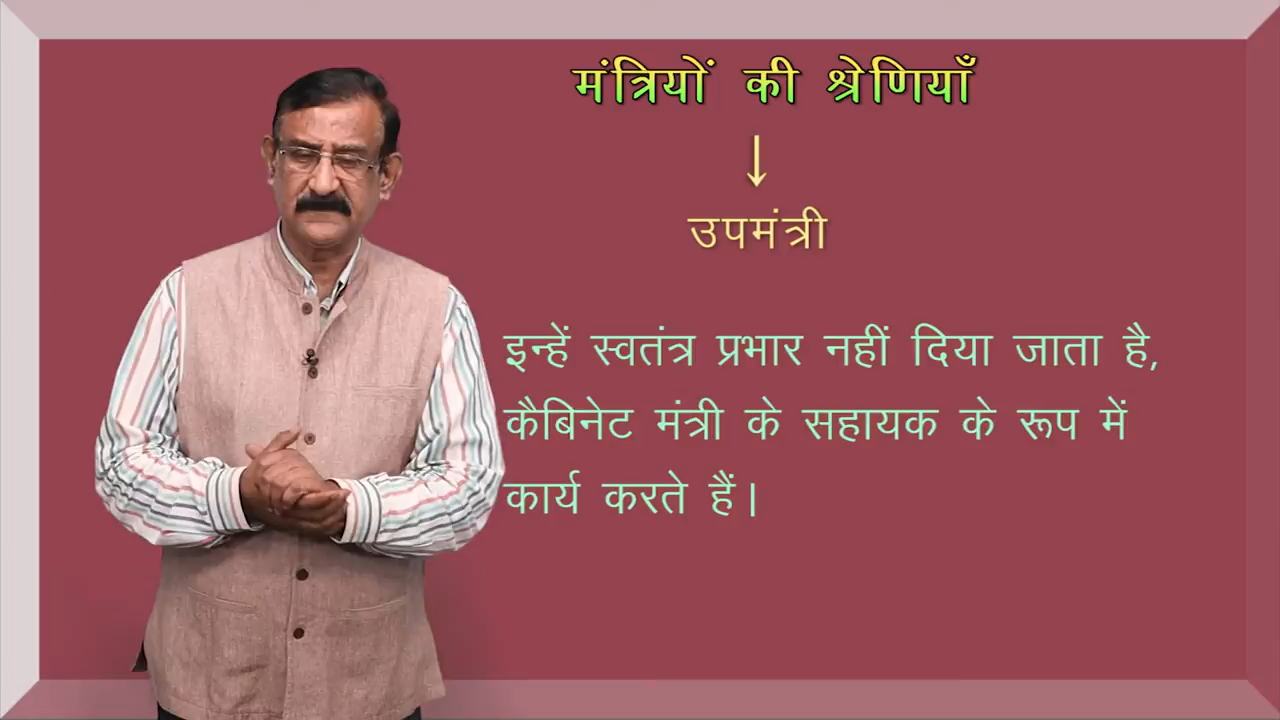 मंत्रियों की श्रेणियाँ
↓
उपमंत्री
इन्हें स्वतंत्र प्रभार नहीं दिया जाता है,
कैबिनेट मंत्री के सहायक के रूप में
कार्य करते हैं।